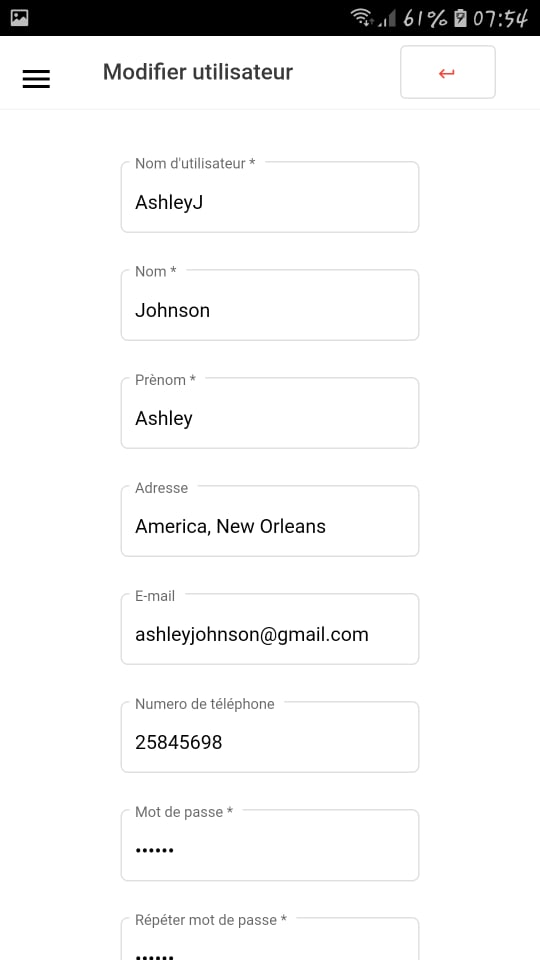 61% 07:54
Modifier utilisateur
Nom d'utilisateur *
AshleyJ
Nom *
Johnson
Prènom *
Ashley
Adresse
America, New Orleans
E-mail
ashleyjohnson@gmail.com
Numero de téléphone
25845698
Mot de passe *
••••••
Répéter mot de passe *
••••••